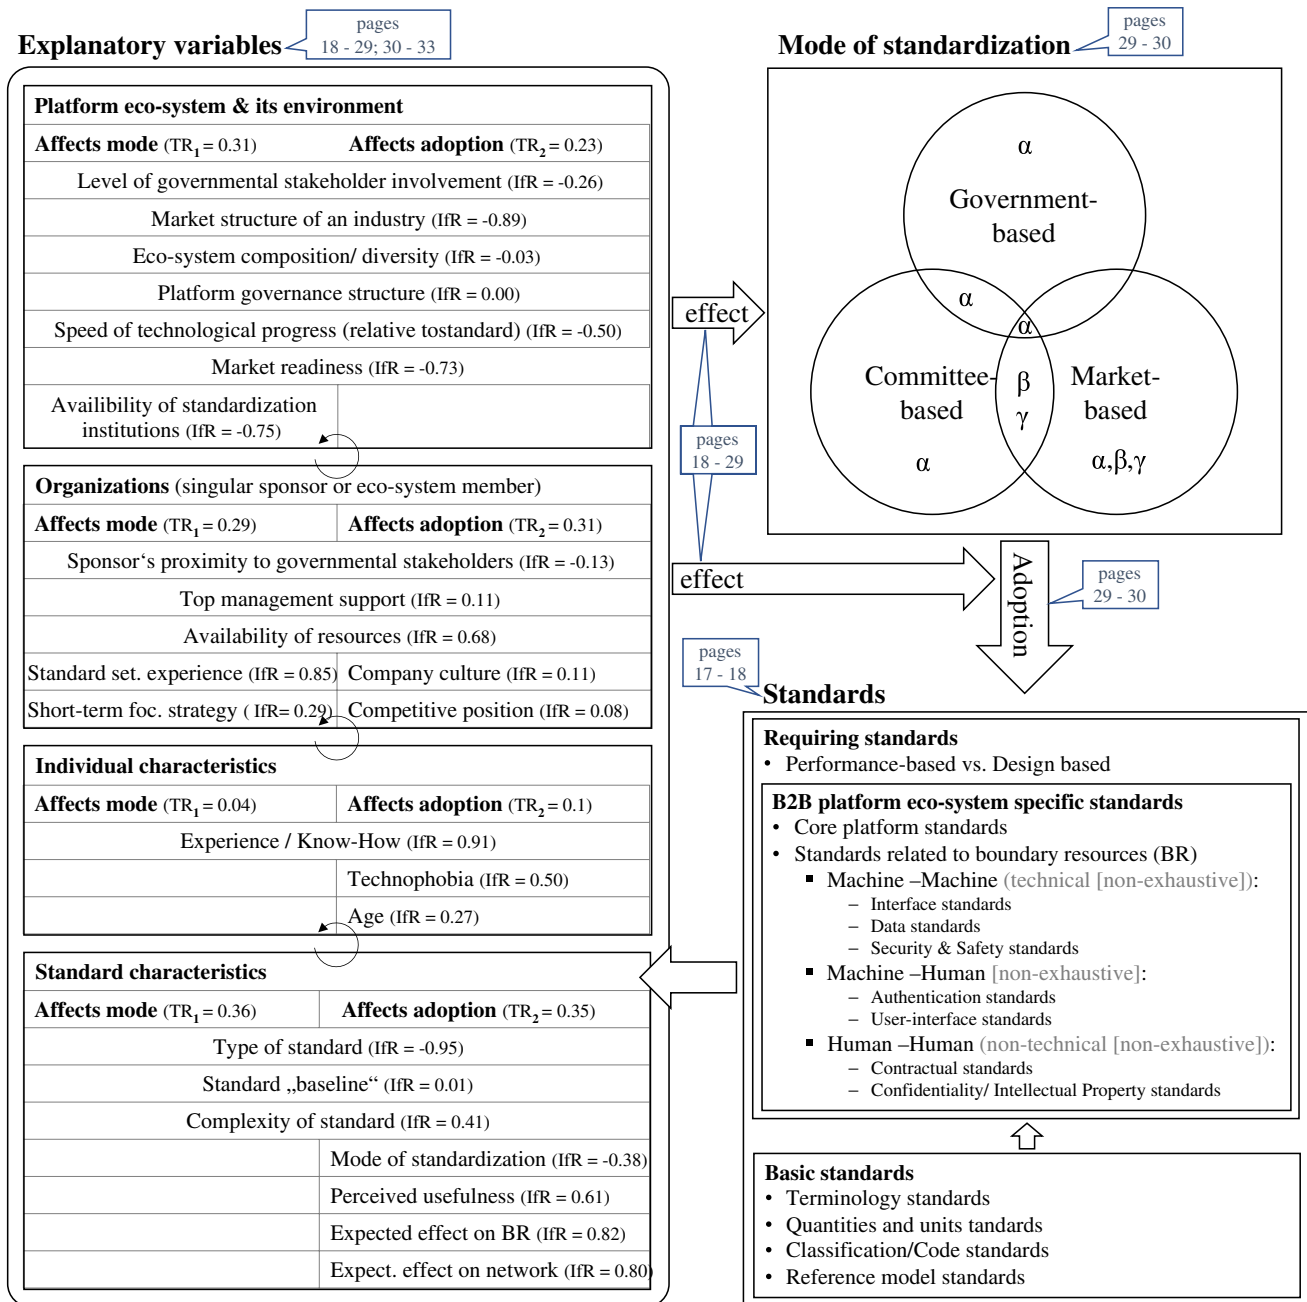 Explanatory variables
pages
18 - 29; 30 - 33
Platform eco-system & its environment
Affects mode (TR1 = 0.31) Affects adoption (TR2 = 0.23)
Level of governmental stakeholder involvement (IfR = -0.26)
Market structure of an industry (IfR = -0.89)
Eco-system composition/ diversity (IfR = -0.03)
Platform governance structure (IfR = 0.00)
Speed of technological progress (relative tostandard) (IfR = -0.50)
Market readiness (IfR = -0.73)
Availibility of standardization
institutions (IfR = -0.75)
Organizations (singular sponsor or eco-system member)
Affects mode (TR1 = 0.29) Affects adoption (TR2 = 0.31)
Sponsor‘s proximity to governmental stakeholders (IfR = -0.13)
Top management support (IfR = 0.11)
Availability of resources (IfR = 0.68)
Standard set. experience (IfR = 0.85) Company culture (IfR = 0.11)
Short-term foc. strategy ( IfR= 0.29) Competitive position (IfR = 0.08)
Individual characteristics
Affects mode (TR1 = 0.04) Affects adoption (TR2 = 0.1)
Experience / Know-How (IfR = 0.91)
Technophobia (IfR = 0.50)
Age (IfR = 0.27)
Standard characteristics
Affects mode (TR1 = 0.36) Affects adoption (TR2 = 0.35)
Type of standard (IfR = -0.95)
Standard „baseline“ (IfR = 0.01)
Complexity of standard (IfR = 0.41)
Mode of standardization (IfR = -0.38)
Perceived usefulness (IfR = 0.61)
Expected effect on BR (IfR = 0.82)
Expect. effect on network (IfR = 0.80)
effect
pages
18 - 29
effect
Mode of standardization
pages
29 - 30
α
Government-
based
α
α
Committee-
based
β
γ
Market-
based
α
α,β,γ
Adoption
pages
29 - 30
pages
17 - 18
Standards
Requiring standards
• Performance-based vs. Design based
B2B platform eco-system specific standards
• Core platform standards
• Standards related to boundary resources (BR)
▪ Machine –Machine (technical [non-exhaustive]):
– Interface standards
– Data standards
– Security & Safety standards
▪ Machine –Human [non-exhaustive]:
– Authentication standards
– User-interface standards
▪ Human –Human (non-technical [non-exhaustive]):
– Contractual standards
– Confidentiality/ Intellectual Property standards
Basic standards
• Terminology standards
• Quantities and units tandards
• Classification/Code standards
• Reference model standards